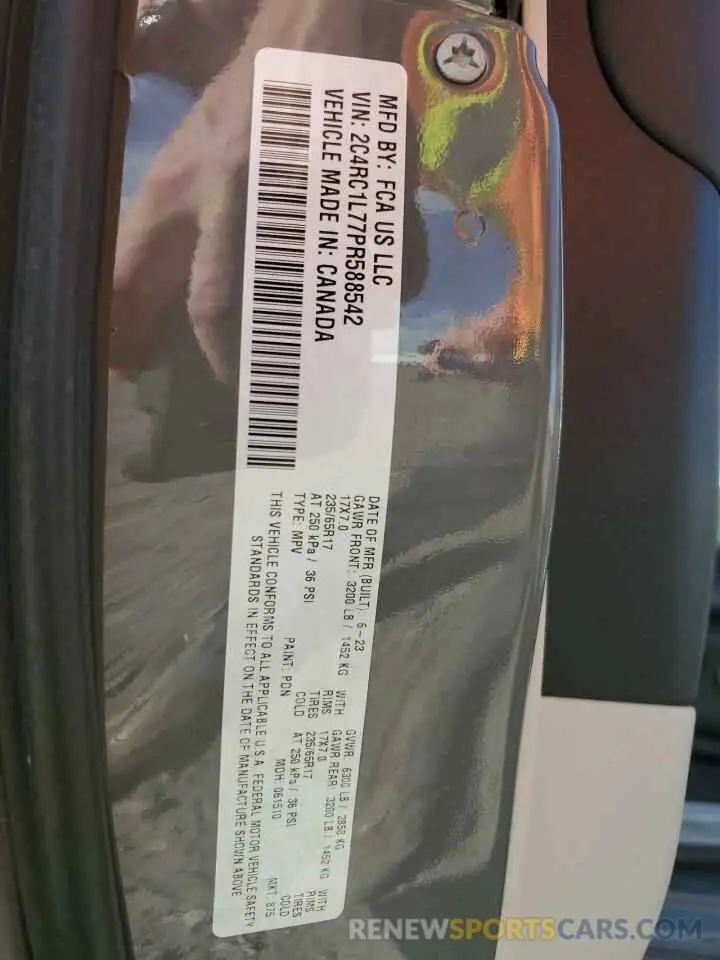 MFD BY: FCA US LLC
VIN: 2C4RC1L77PR588542
VEHICLE MADE IN: CANADA
DATE OF MFR (BUILT): 6-23 GVWR: 6300 LB / 2858 KG
GAWR FRONT: 3200 LB / 1452 KG WITH GAWR REAR 3200 LB / 1452 KG WITH
17X7.0 RIMS 17X7.0 RIMS
235/65R17 TIRES 235/65R17 TIRES
AT 250 kPa / 36 PSI COLD AT 250 kPa / 36 PSI COLD
TYPE: MPV PAINT: PDN MDH: 061510 MKT: 875
THIS VEHICLE CONFORMS TO ALL APPLICABLE U.S.A. FEDERAL MOTOR VEHICLE SAFETY
STANDARDS IN EFFECT ON THE DATE OF MANUFACTURE SHOWN ABOVE
RENEWSPORTSCARS.COM